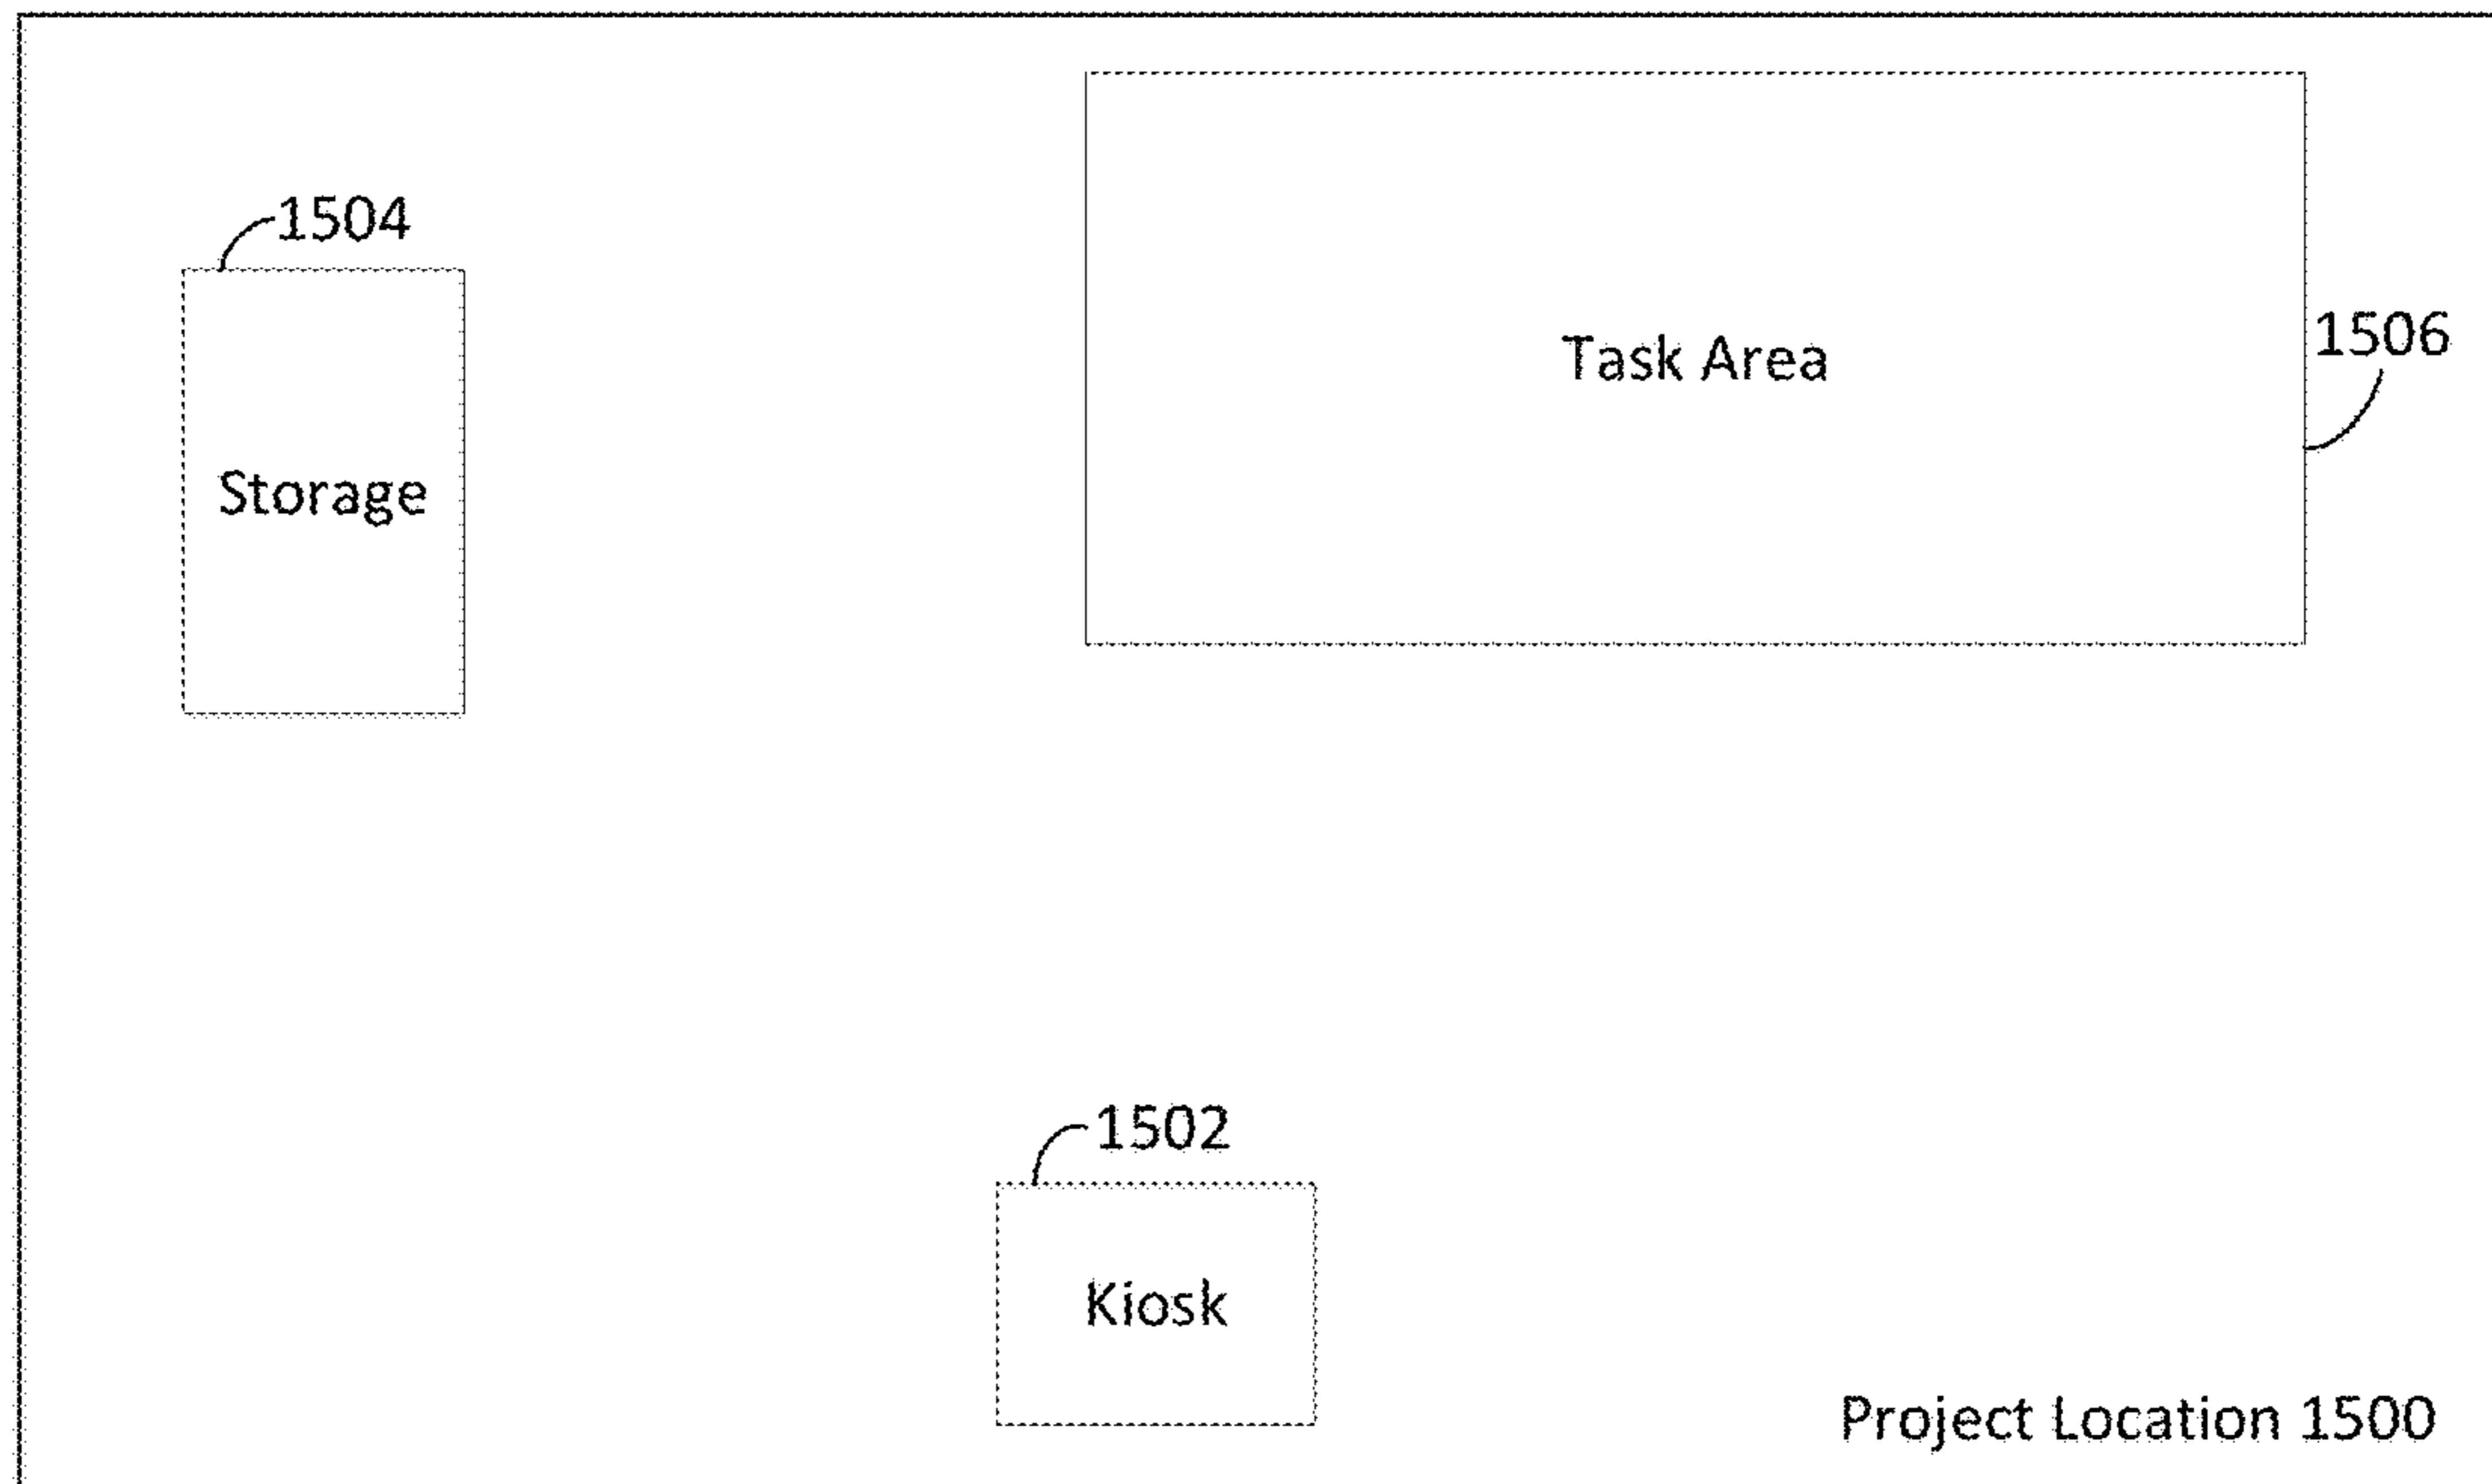 1504
1506
Task Area
Storage
1502
Kiosk
Project Location 1500